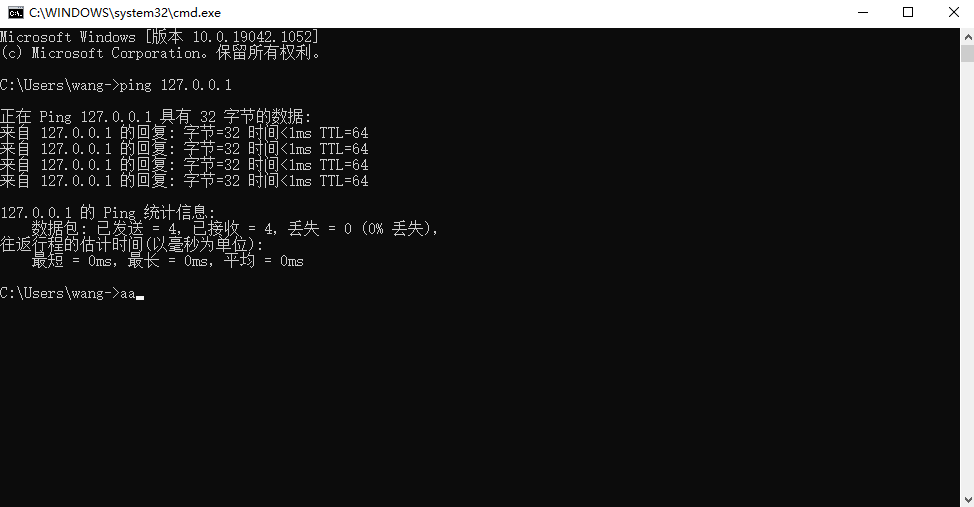 C:\WINDOWS\system32\cmd.exe
Microsoft Windows [版本 10.0.19042.1052]
(c) Microsoft Corporation。保留所有权利。
C:\Users\wang->ping 127.0.0.1
正在 Ping 127.0.0.1 具有 32 字节的数据:
来自 127.0.0.1 的回复: 字节=32 时间<1ms TTL=64
来自 127.0.0.1 的回复: 字节=32 时间<1ms TTL=64
来自 127.0.0.1 的回复: 字节=32 时间<1ms TTL=64
来自 127.0.0.1 的回复: 字节=32 时间<1ms TTL=64
127.0.0.1 的 Ping 统计信息:
数据包: 已发送 = 4, 已接收 = 4, 丢失 = 0 (0% 丢失),
往返行程的估计时间(以毫秒为单位):
最短 = 0ms, 最长 = 0ms, 平均 = 0ms
C:\Users\wang->aa